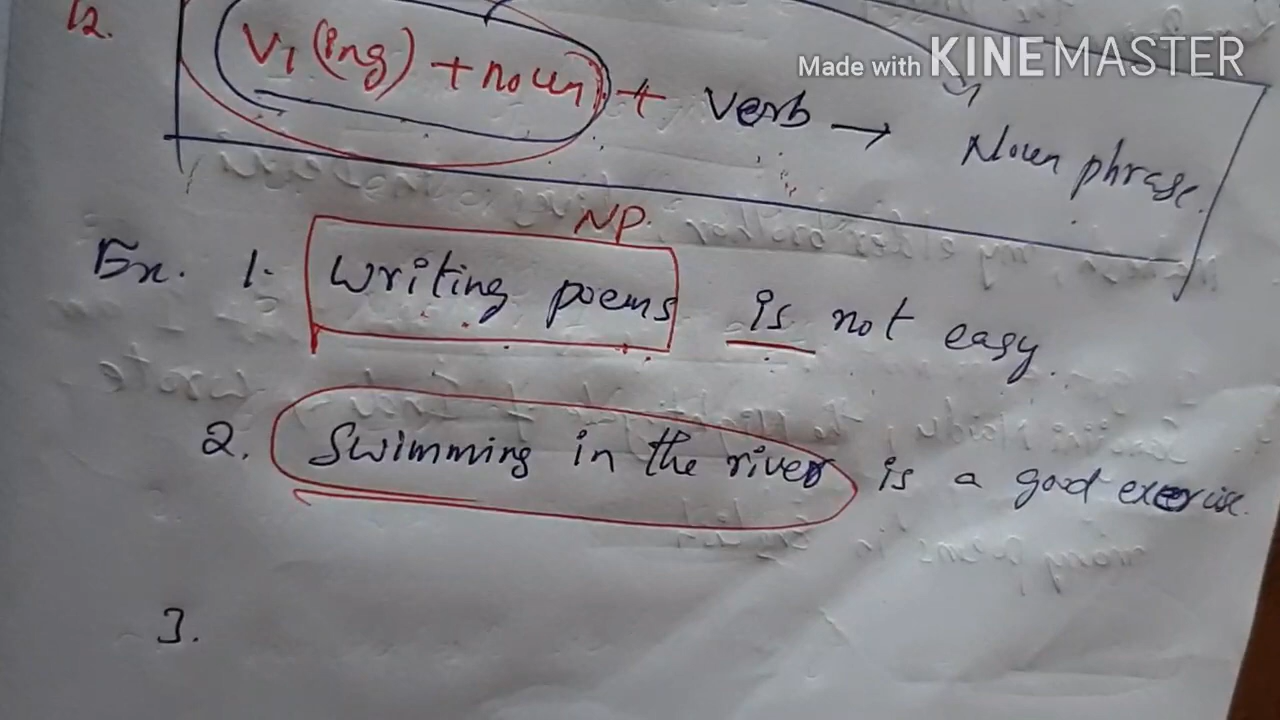 Made with KINEMASTER
12. V1 (ing) + noun + verb → Noun phrase.
NP.
Ex. 1. Writing poems is not easy.
2. Swimming in the river is a good exercise.
3.